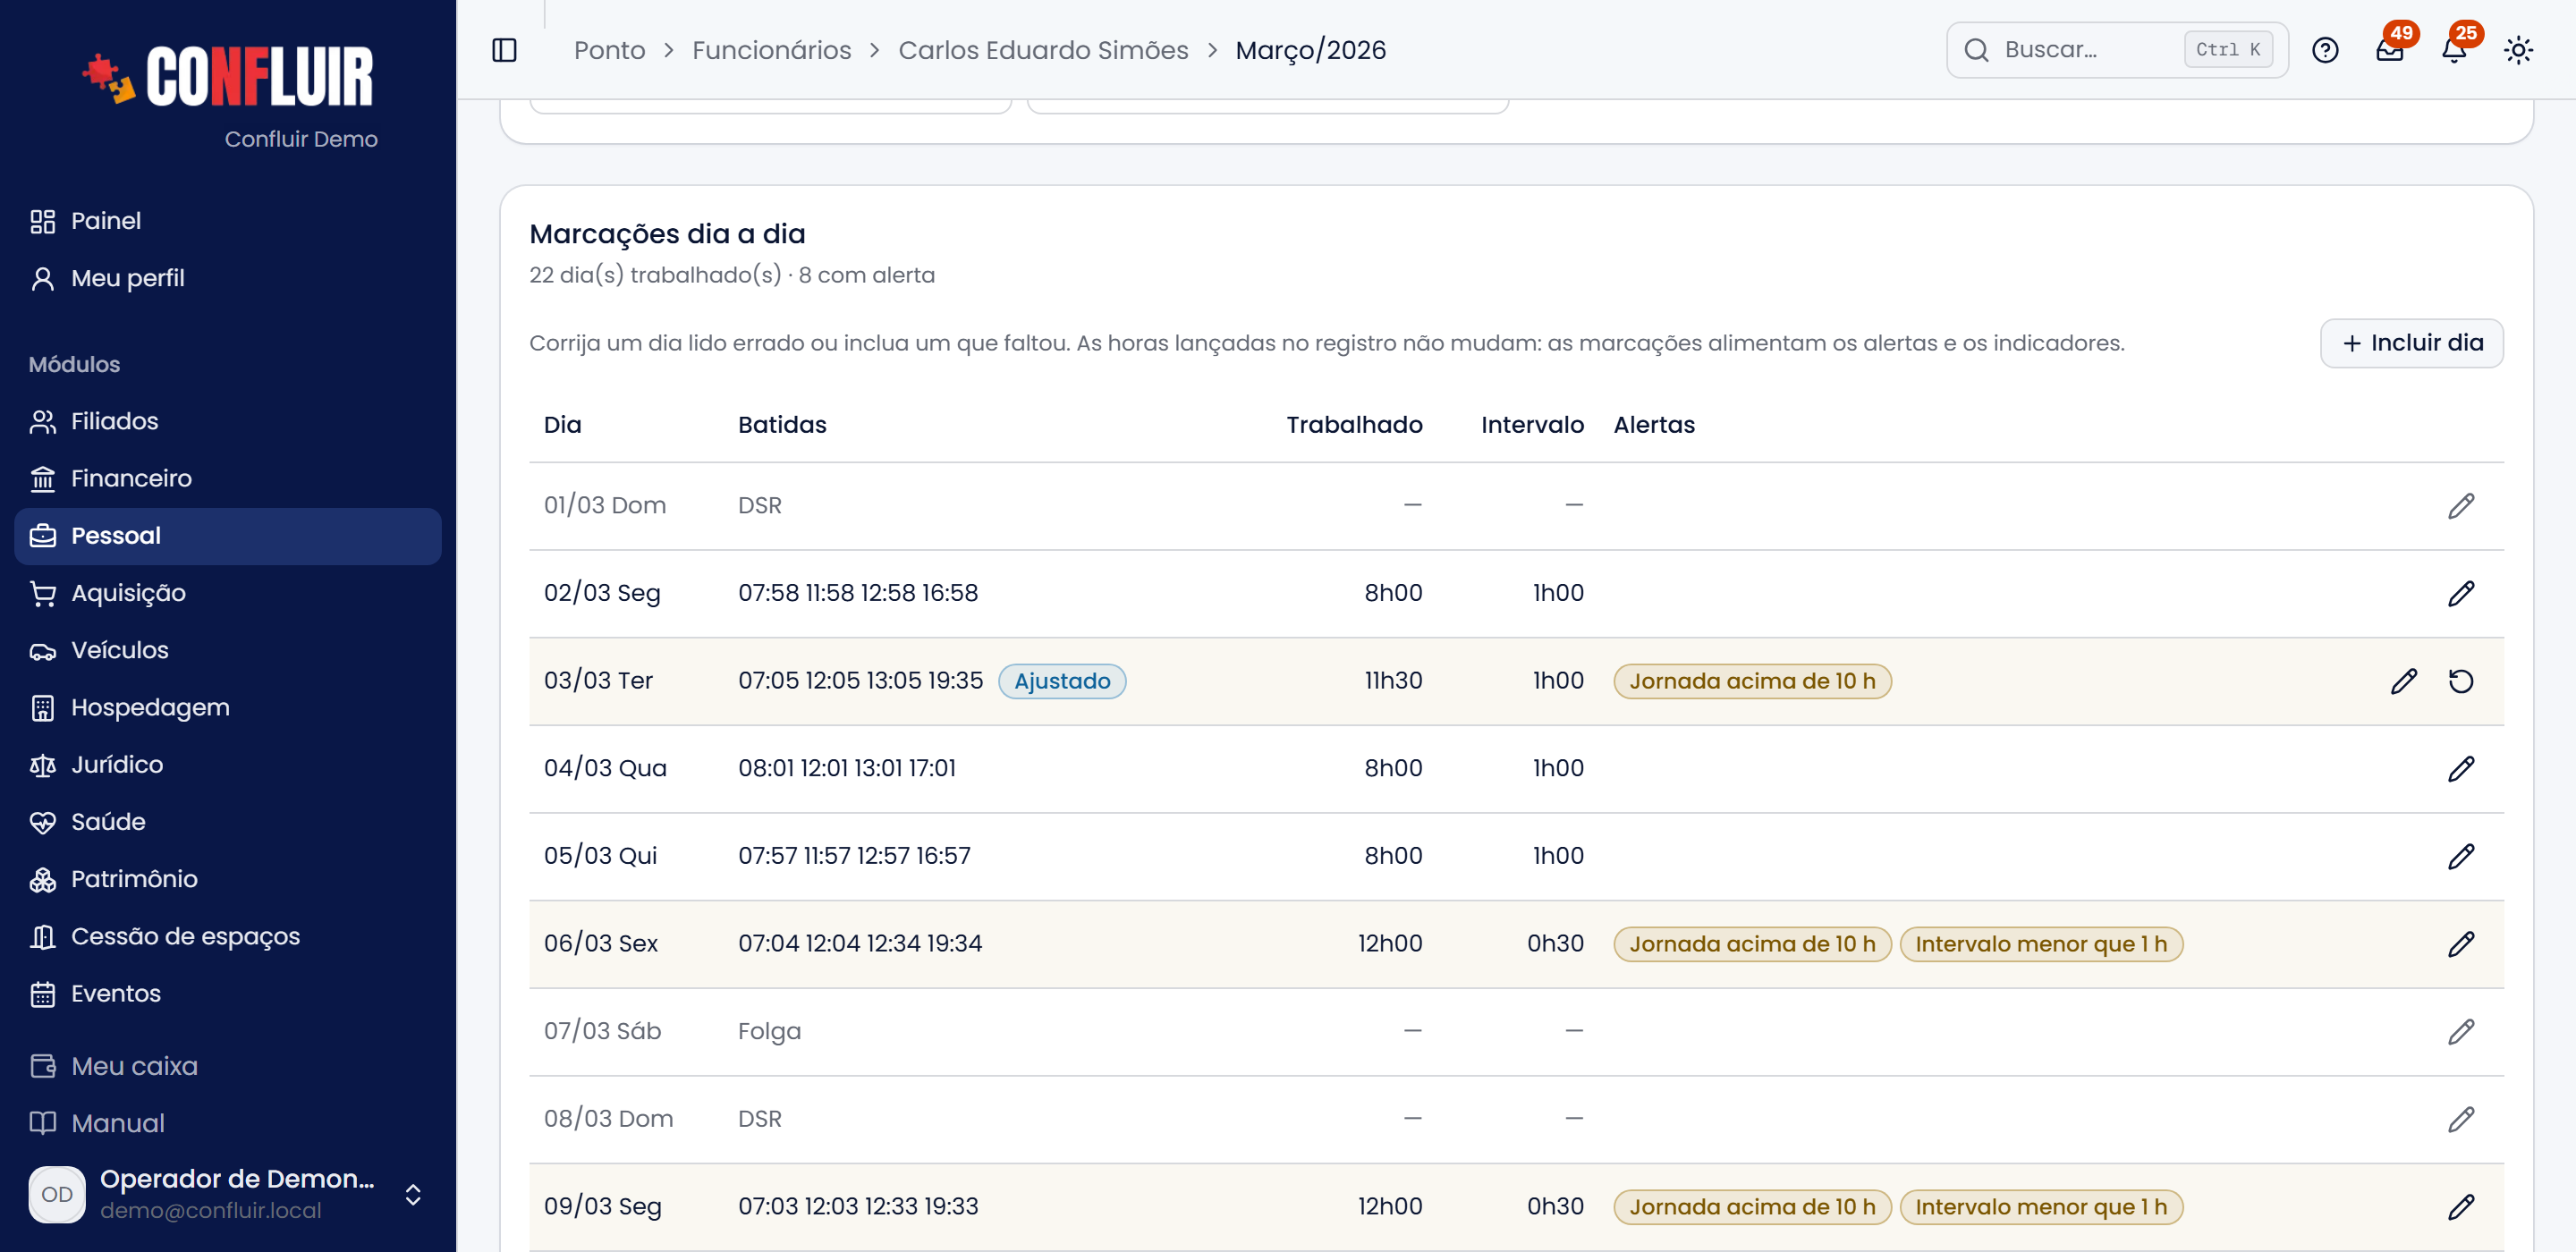 CONFLUIR
Confluir Demo
Painel
Meu perfil
Módulos
Filiados
Financeiro
Pessoal
Aquisição
Veículos
Hospedagem
Jurídico
Saúde
Patrimônio
Cessão de espaços
Eventos
Meu caixa
Manual
OD
Operador de Demon...
demo@confluir.local
Ponto > Funcionários > Carlos Eduardo Simões > Março/2026
Buscar... Ctrl K
49
25
Marcações dia a dia
22 dia(s) trabalhado(s) · 8 com alerta
Corrija um dia lido errado ou inclua um que faltou. As horas lançadas no registro não mudam: as marcações alimentam os alertas e os indicadores.
+ Incluir dia
Dia Batidas Trabalhado Intervalo Alertas
01/03 Dom DSR — —
02/03 Seg 07:58 11:58 12:58 16:58 8h00 1h00
03/03 Ter 07:05 12:05 13:05 19:35 Ajustado 11h30 1h00 Jornada acima de 10 h
04/03 Qua 08:01 12:01 13:01 17:01 8h00 1h00
05/03 Qui 07:57 11:57 12:57 16:57 8h00 1h00
06/03 Sex 07:04 12:04 12:34 19:34 12h00 0h30 Jornada acima de 10 h Intervalo menor que 1 h
07/03 Sáb Folga — —
08/03 Dom DSR — —
09/03 Seg 07:03 12:03 12:33 19:33 12h00 0h30 Jornada acima de 10 h Intervalo menor que 1 h